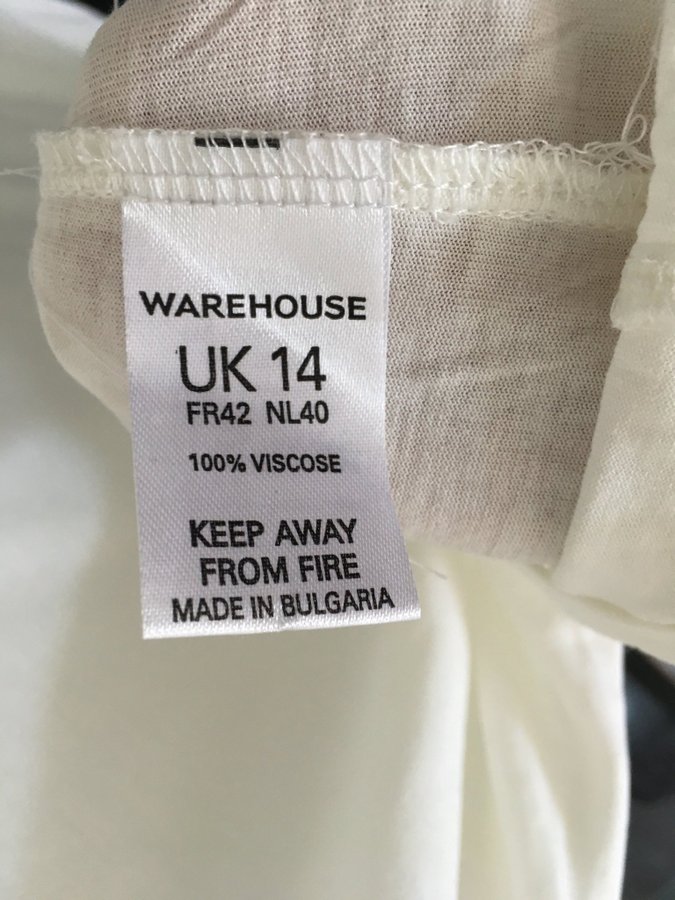 WAREHOUSE
UK 14
FR42 NL40
100% VISCOSE
KEEP AWAY
FROM FIRE
MADE IN BULGARIA